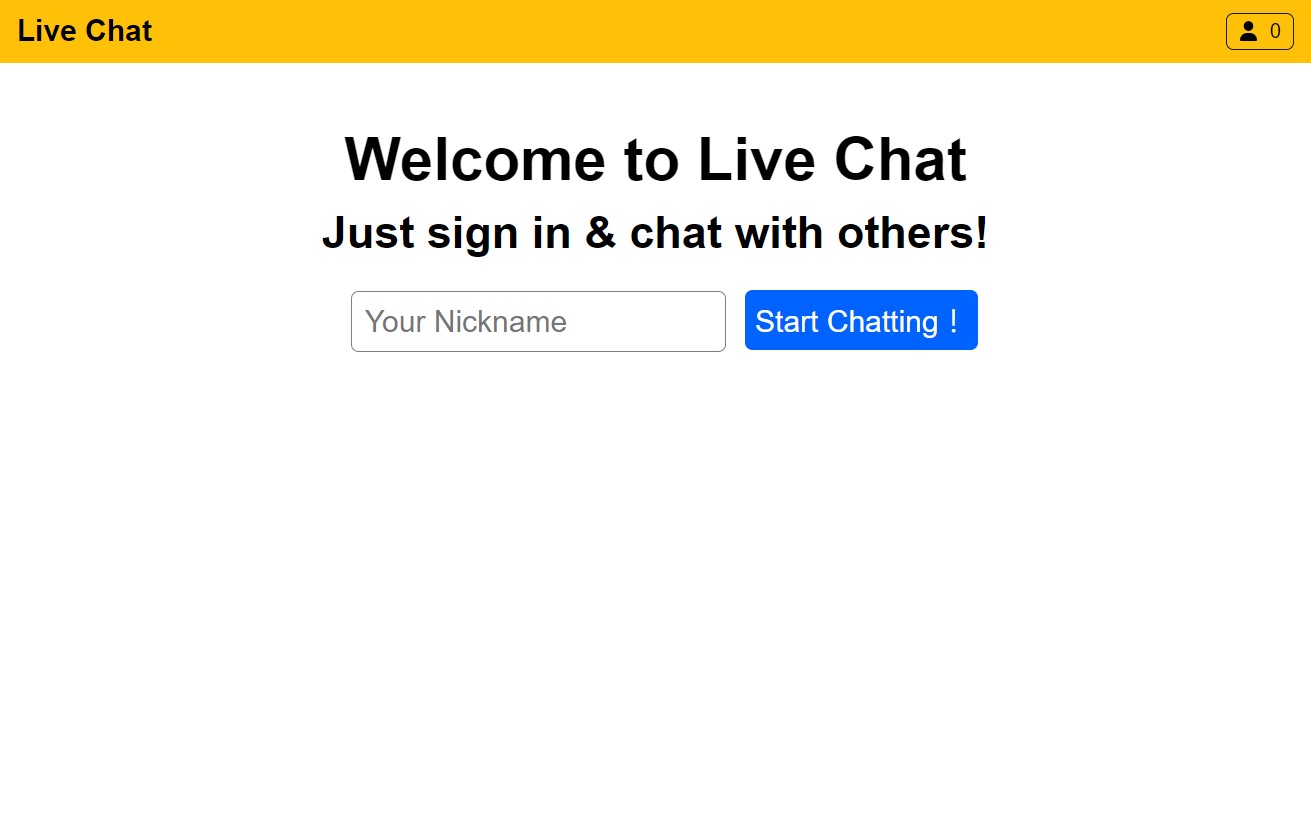 Live Chat
0
Welcome to Live Chat
Just sign in & chat with others!
Your Nickname
Start Chatting！